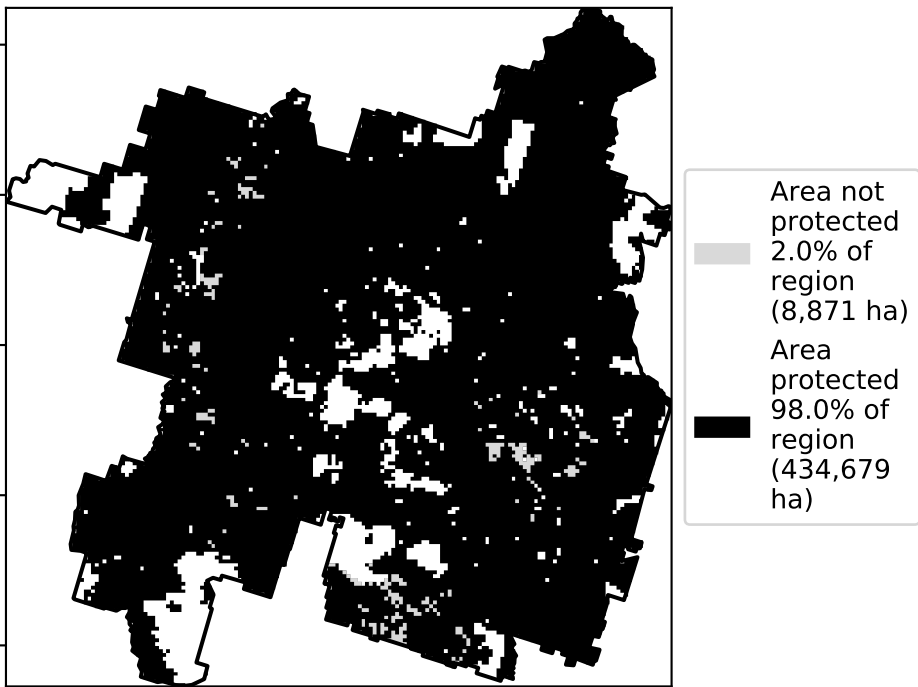 Area not
protected
2.0% of
region
(8,871 ha)
Area
protected
98.0% of
region
(434,679
ha)